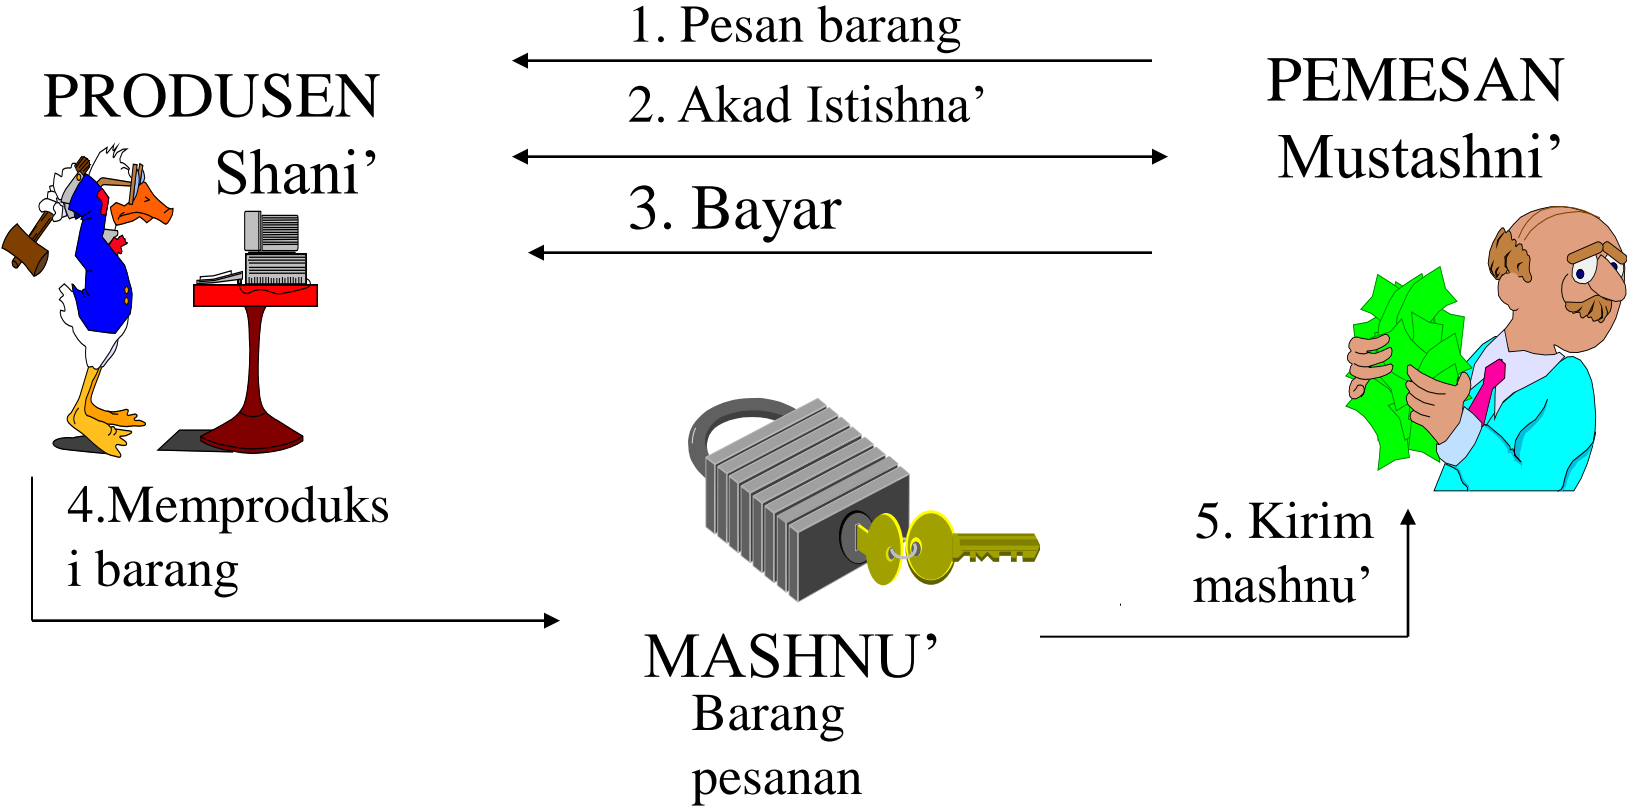 1. Pesan barang
PRODUSEN
Shani’
2. Akad Istishna’
PEMESAN
Mustashni’
3. Bayar
4.Memproduks
i barang
5. Kirim
mashnu’
MASHNU’
Barang
pesanan